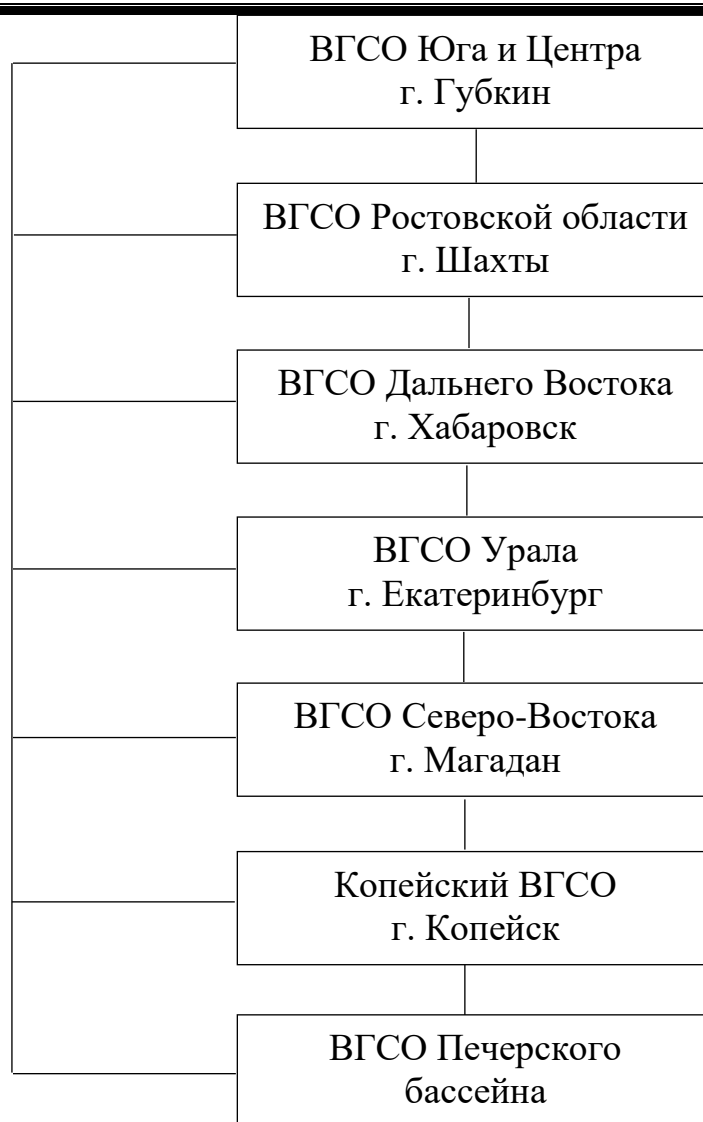 ВГСО Юга и Центра
г. Губкин
ВГСО Ростовской области
г. Шахты
ВГСО Дальнего Востока
г. Хабаровск
ВГСО Урала
г. Екатеринбург
ВГСО Северо-Востока
г. Магадан
Копейский ВГСО
г. Копейск
ВГСО Печерского
бассейна